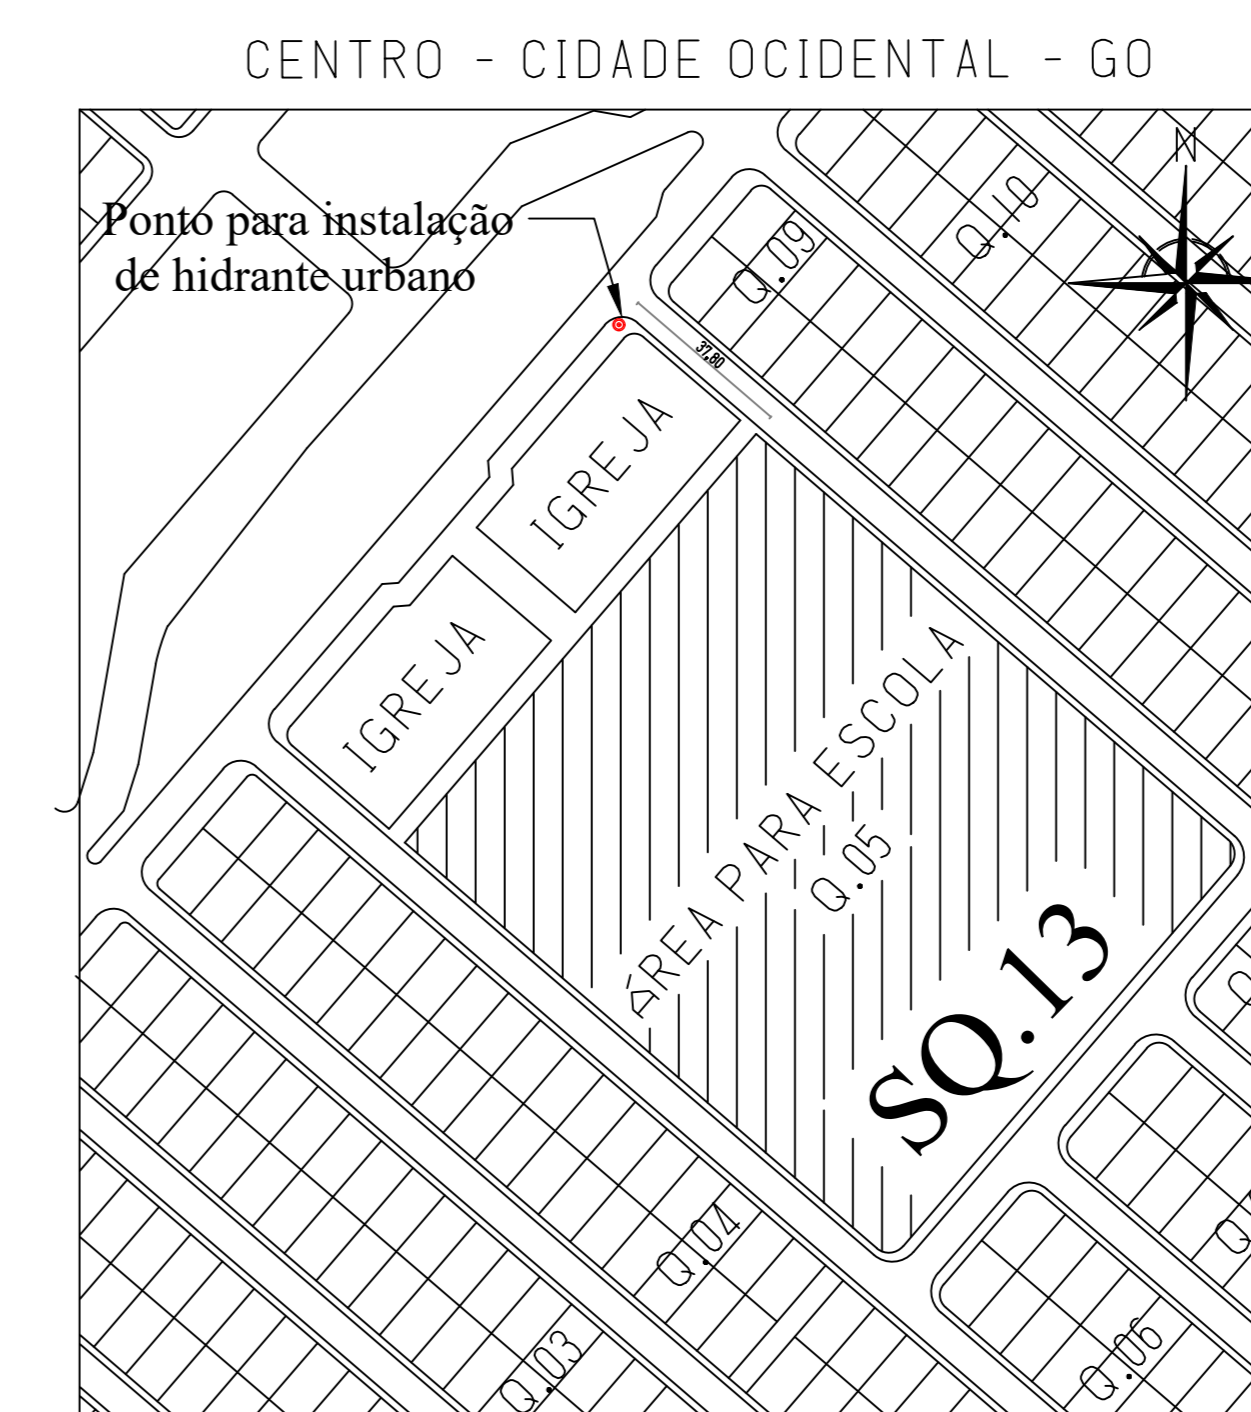 CENTRO - CIDADE OCIDENTAL - GO
N
Ponto para instalação
de hidrante urbano
Q.10
Q.09
37,80
IGREJA
IGREJA
ÁREA PARA ESCOLA
Q.05
SQ.13
Q.04
Q.03
Q.06